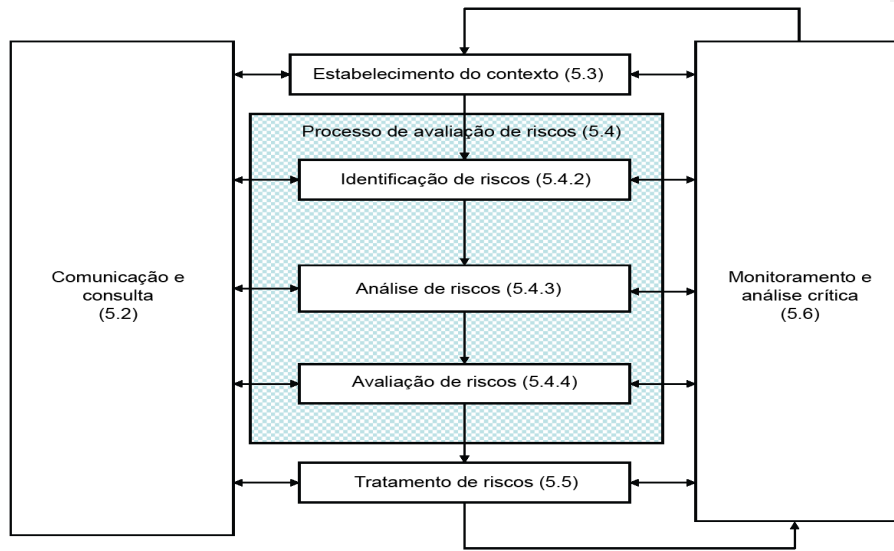 Estabelecimento do contexto (5.3)
Processo de avaliação de riscos (5.4)
Identificação de riscos (5.4.2)
Comunicação e
consulta
(5.2)
Análise de riscos (5.4.3)
Monitoramento e
análise crítica
(5.6)
Avaliação de riscos (5.4.4)
Tratamento de riscos (5.5)